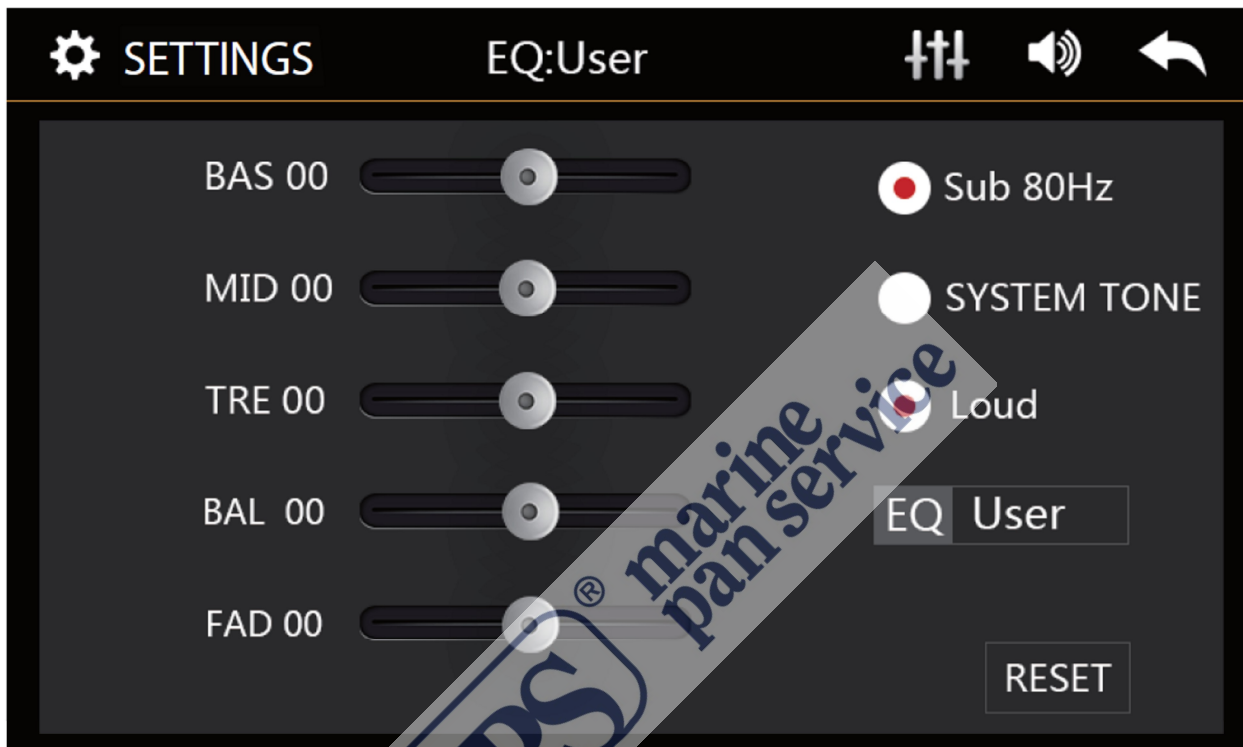 SETTINGS EQ:User
BAS 00
MID 00
TRE 00
BAL 00
FAD 00
Sub 80Hz
SYSTEM TONE
Loud
EQ User
RESET
marine
pan service
®